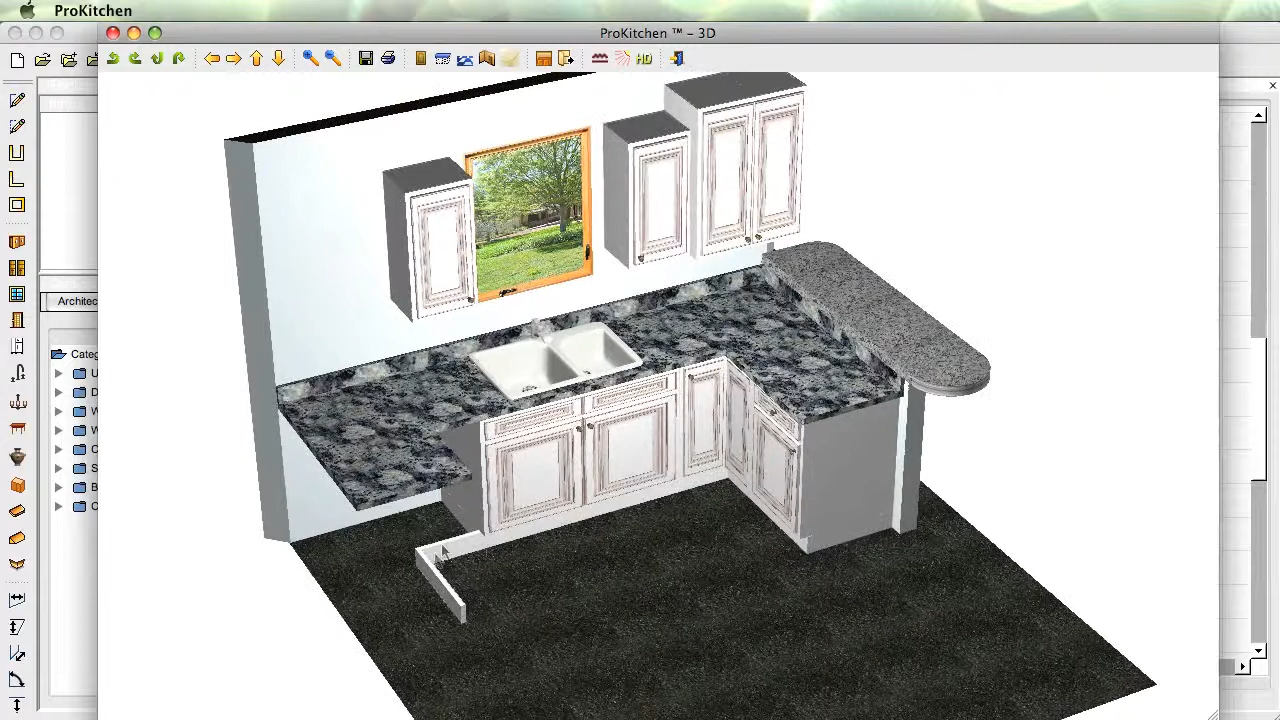 ProKitchen
ProKitchen ™ – 3D
HD
Architec
Categ
U
D
W
W
C
S
B
C